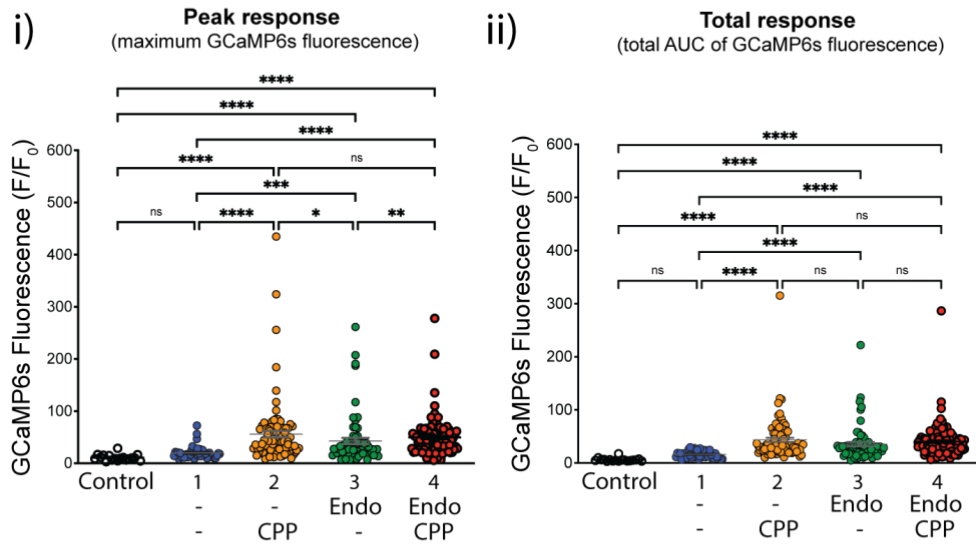 i)
Peak response
(maximum GCaMP6s fluorescence)
****
****
****
**** ns
***
ns **** * **
GCaMP6s Fluorescence (F/F₀)
600
500
400
300
200
100
0
Control 1 2 3 4
- - Endo Endo
- CPP - CPP
ii)
Total response
(total AUC of GCaMP6s fluorescence)
****
****
****
**** ns
****
ns **** ns ns
GCaMP6s Fluorescence (F/F₀)
600
500
400
300
200
100
0
Control 1 2 3 4
- - Endo Endo
- CPP - CPP